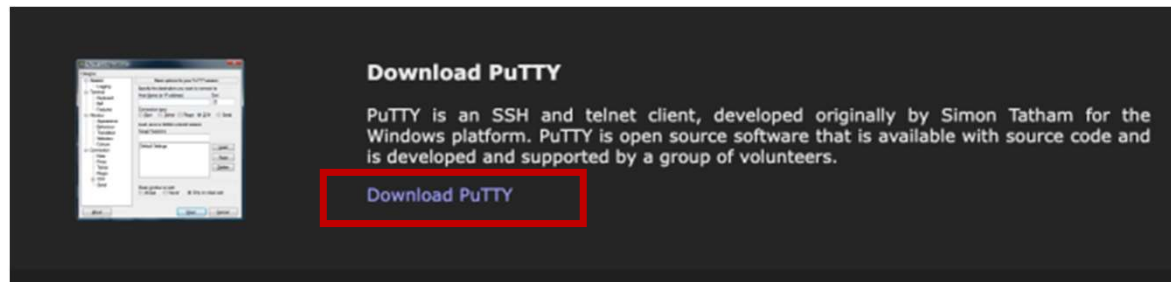 Download PuTTY
PuTTY is an SSH and telnet client, developed originally by Simon Tatham for the
Windows platform. PuTTY is open source software that is available with source code and
is developed and supported by a group of volunteers.
Download PuTTY